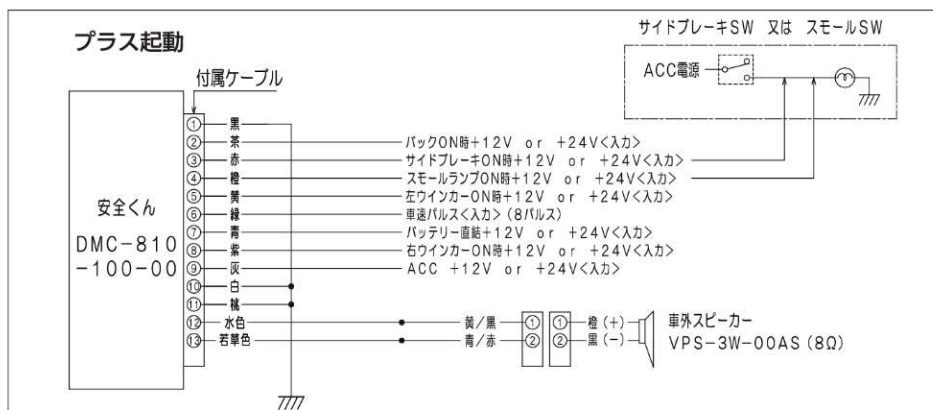 プラス起動
サイドブレーキSW 又は スモールSW
ACC電源
付属ケーブル
安全くん
DMC-810
-100-00
① 黒
② 茶 バックON時+12V or +24V<入力>
③ 赤 サイドブレーキON時+12V or +24V<入力>
④ 橙 スモールランプON時+12V or +24V<入力>
⑤ 黄 左ウインカーON時+12V or +24V<入力>
⑥ 緑 車速パルス<入力>(8パルス)
⑦ 青 バッテリー直結+12V or +24V<入力>
⑧ 紫 右ウインカーON時+12V or +24V<入力>
⑨ 灰 ACC +12V or +24V<入力>
⑩ 白
⑪ 桃
⑫ 水色 黄/黒 ① ① 橙(+)
⑬ 若草色 青/赤 ② ② 黒(−)
車外スピーカー
VPS-3W-00AS(8Ω)